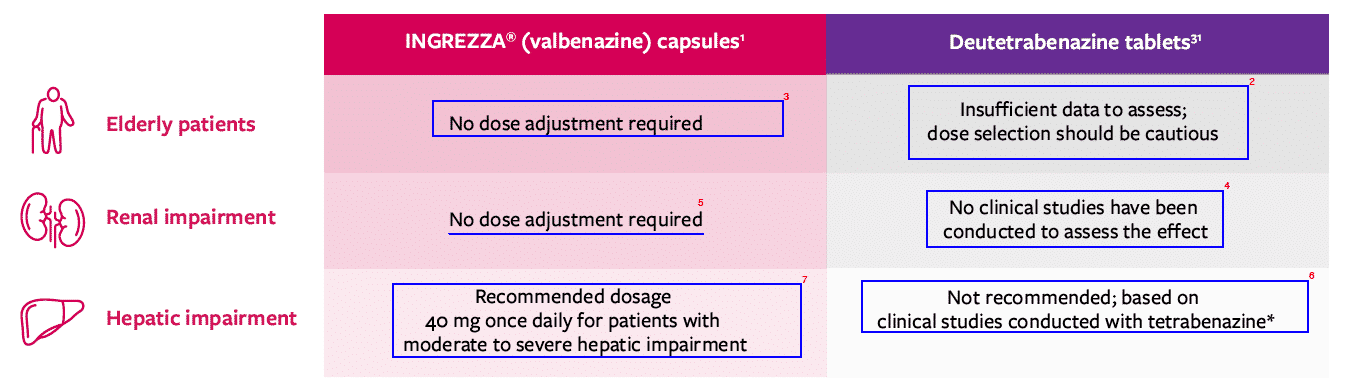 INGREZZA® (valbenazine) capsules¹
Deutetrabenazine tablets³¹
Elderly patients
3
No dose adjustment required
2
Insufficient data to assess;
dose selection should be cautious
Renal impairment
5
No dose adjustment required
4
No clinical studies have been
conducted to assess the effect
Hepatic impairment
7
Recommended dosage
40 mg once daily for patients with
moderate to severe hepatic impairment
6
Not recommended; based on
clinical studies conducted with tetrabenazine*